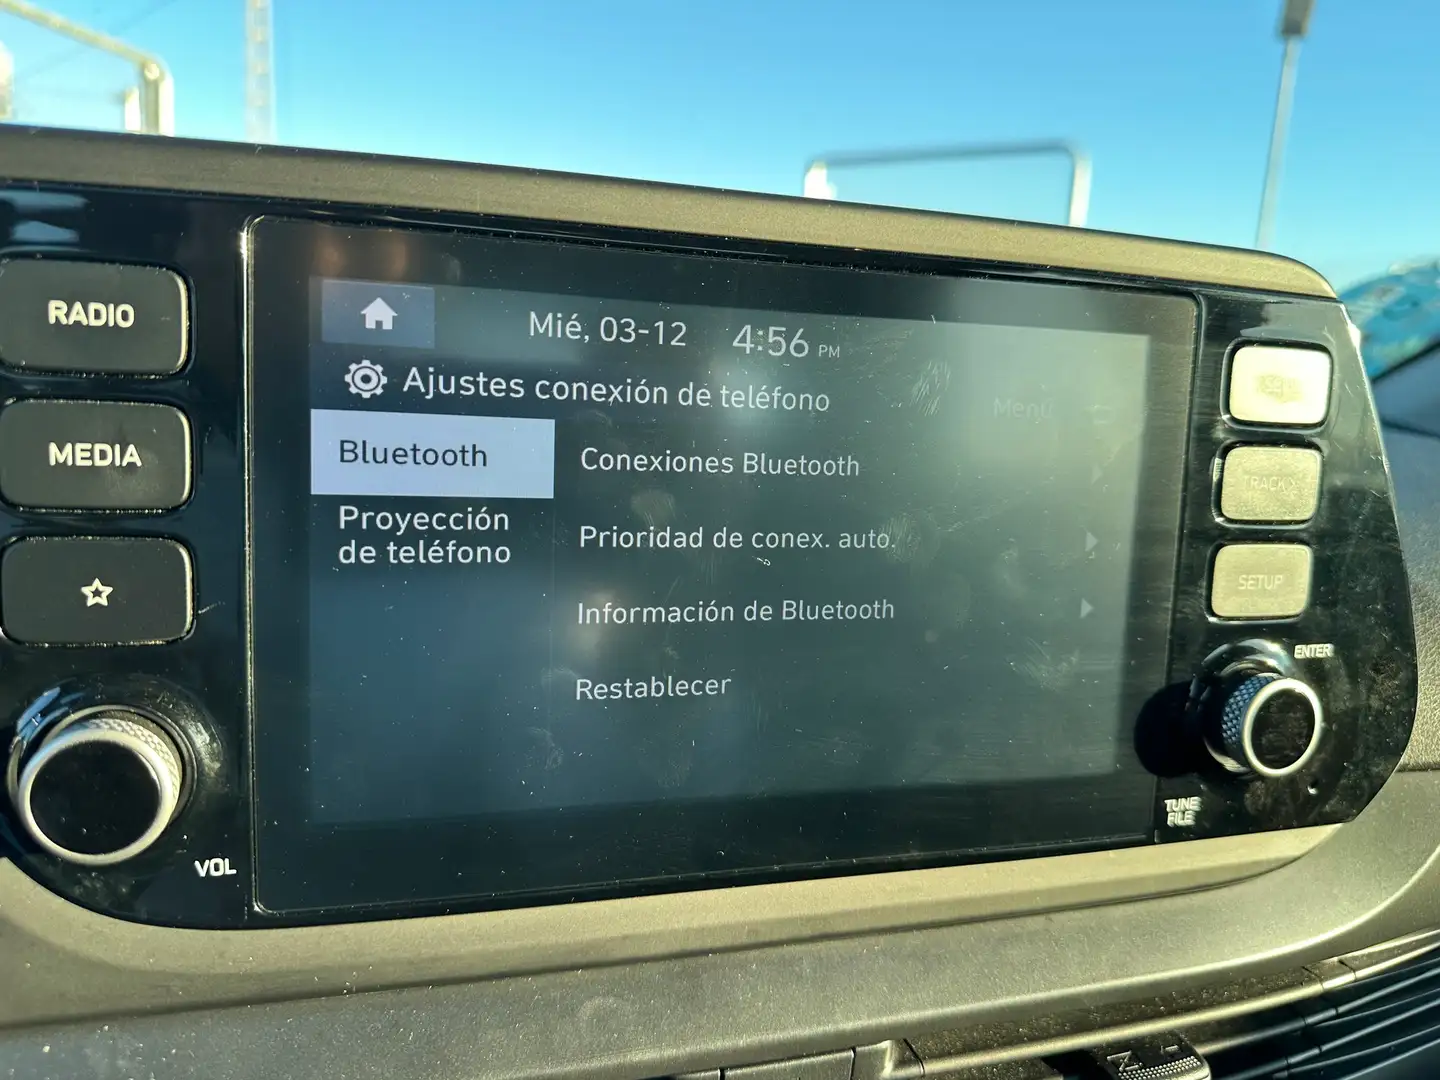 RADIO
MEDIA
VOL
Mié, 03-12 4:56 PM
Ajustes conexión de teléfono
Menú
Bluetooth
Proyección
de teléfono
Conexiones Bluetooth
Prioridad de conex. auto.
Información de Bluetooth
Restablecer
SEEK
TRACK
SETUP
ENTER
TUNE
FILE